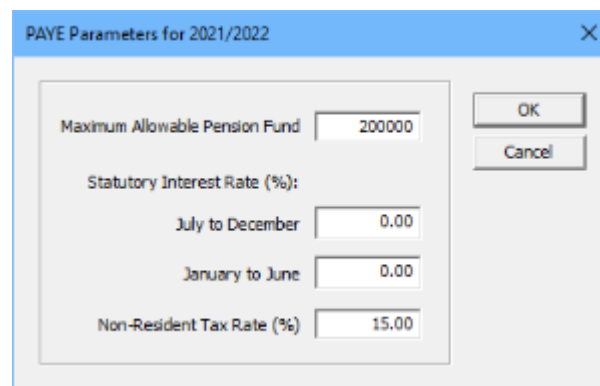 PAYE Parameters for 2021/2022
Maximum Allowable Pension Fund 200000
OK
Cancel
Statutory Interest Rate (%):
July to December 0.00
January to June 0.00
Non-Resident Tax Rate (%) 15.00